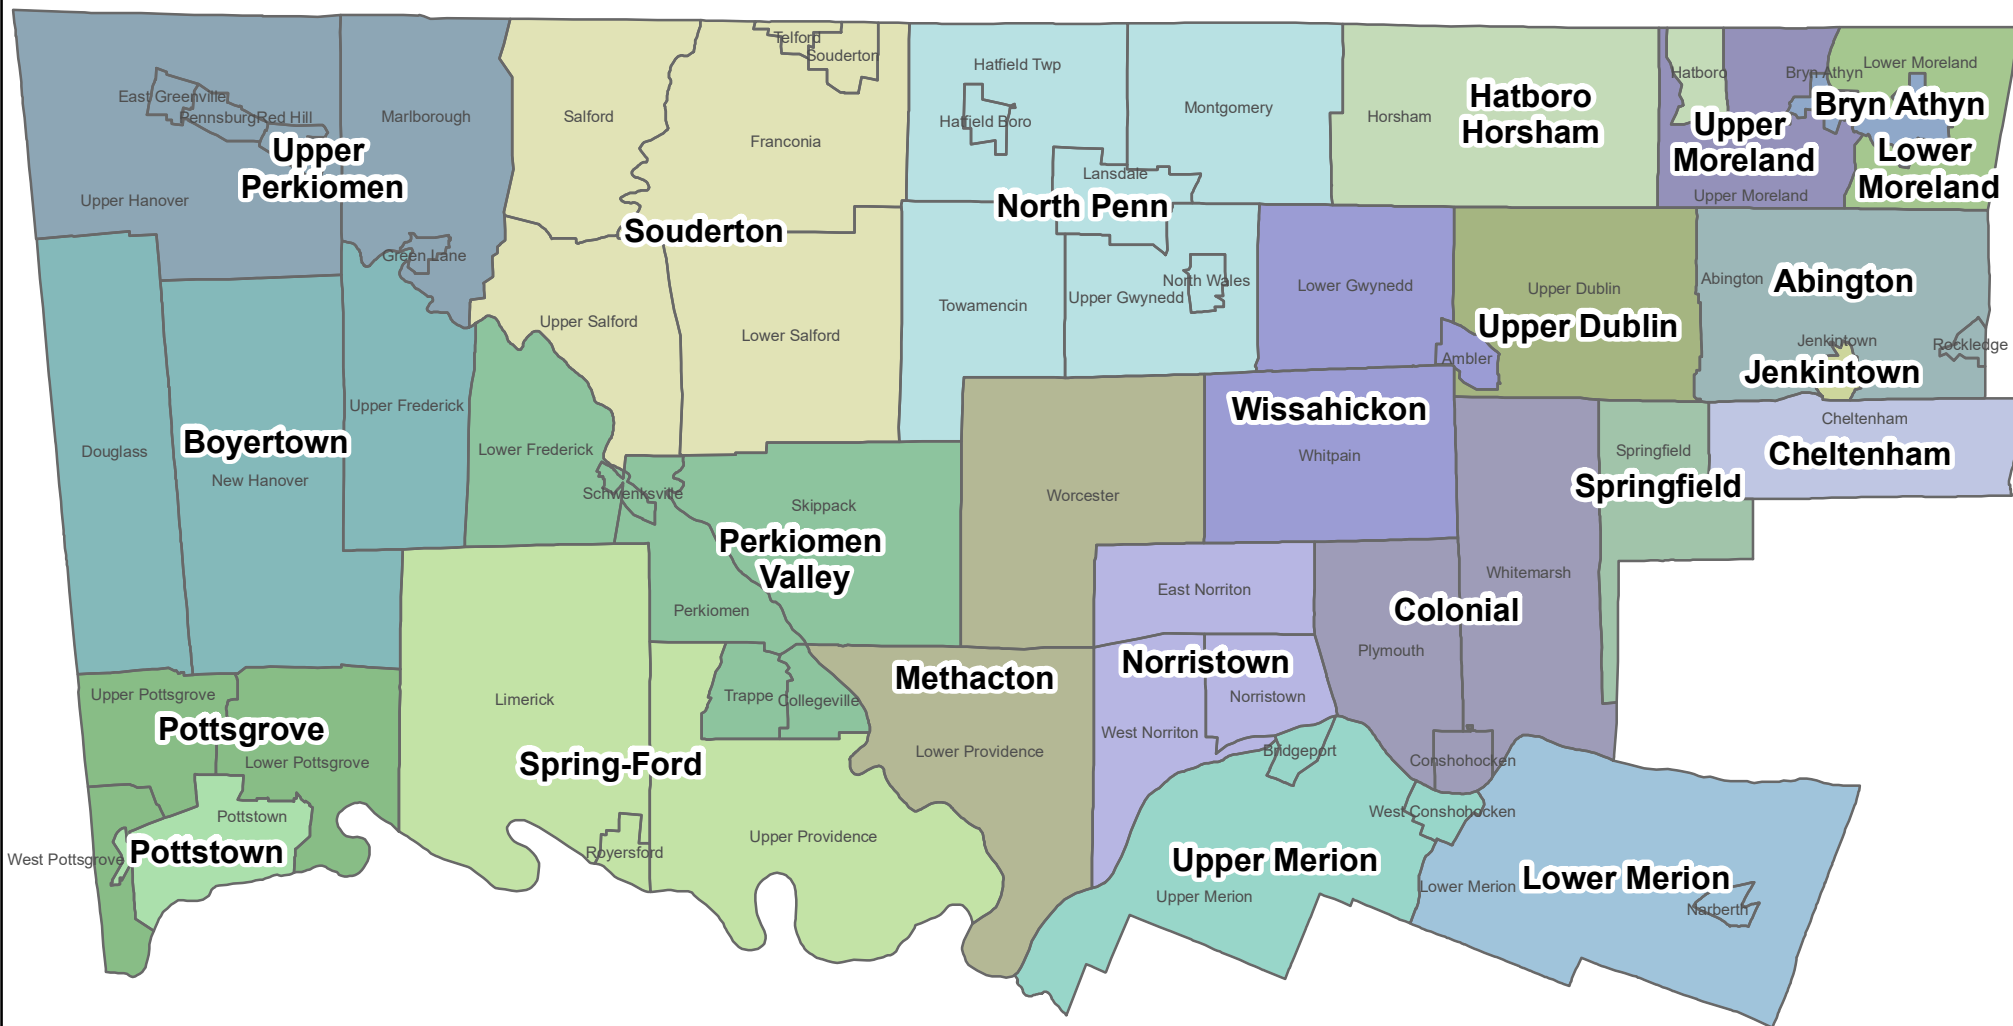 Telford
Souderton
Hatfield Twp
Lower Moreland
Hatboro
Bryn Athyn
East Greenville
Pennsburg
Red Hill
Marlborough
Salford
Franconia
Hatfield Boro
Montgomery
Horsham
Hatboro
Horsham
Bryn Athyn
Upper
Moreland
Lower
Moreland
Upper
Perkiomen
Upper Hanover
Lansdale
North Penn
Upper Moreland
Souderton
Green Lane
North Wales
Upper Gwynedd
Lower Gwynedd
Upper Dublin
Abington
Abington
Towamencin
Upper Salford
Lower Salford
Upper Dublin
Ambler
Jenkintown
Rockledge
Jenkintown
Upper Frederick
Wissahickon
Cheltenham
Cheltenham
Douglass
Boyertown
New Hanover
Lower Frederick
Whitpain
Springfield
Springfield
Schwenksville
Skippack
Worcester
Perkiomen
Valley
Perkiomen
East Norriton
Whitemarsh
Colonial
Plymouth
Norristown
Norristown
Methacton
Upper Pottsgrove
Pottsgrove
Lower Pottsgrove
Limerick
Trappe
Collegeville
West Norriton
Lower Providence
Bridgeport
Conshohocken
Spring-Ford
Pottstown
West Conshohocken
Upper Providence
Royersford
West Pottsgrove
Pottstown
Upper Merion
Upper Merion
Lower Merion
Lower Merion
Narberth